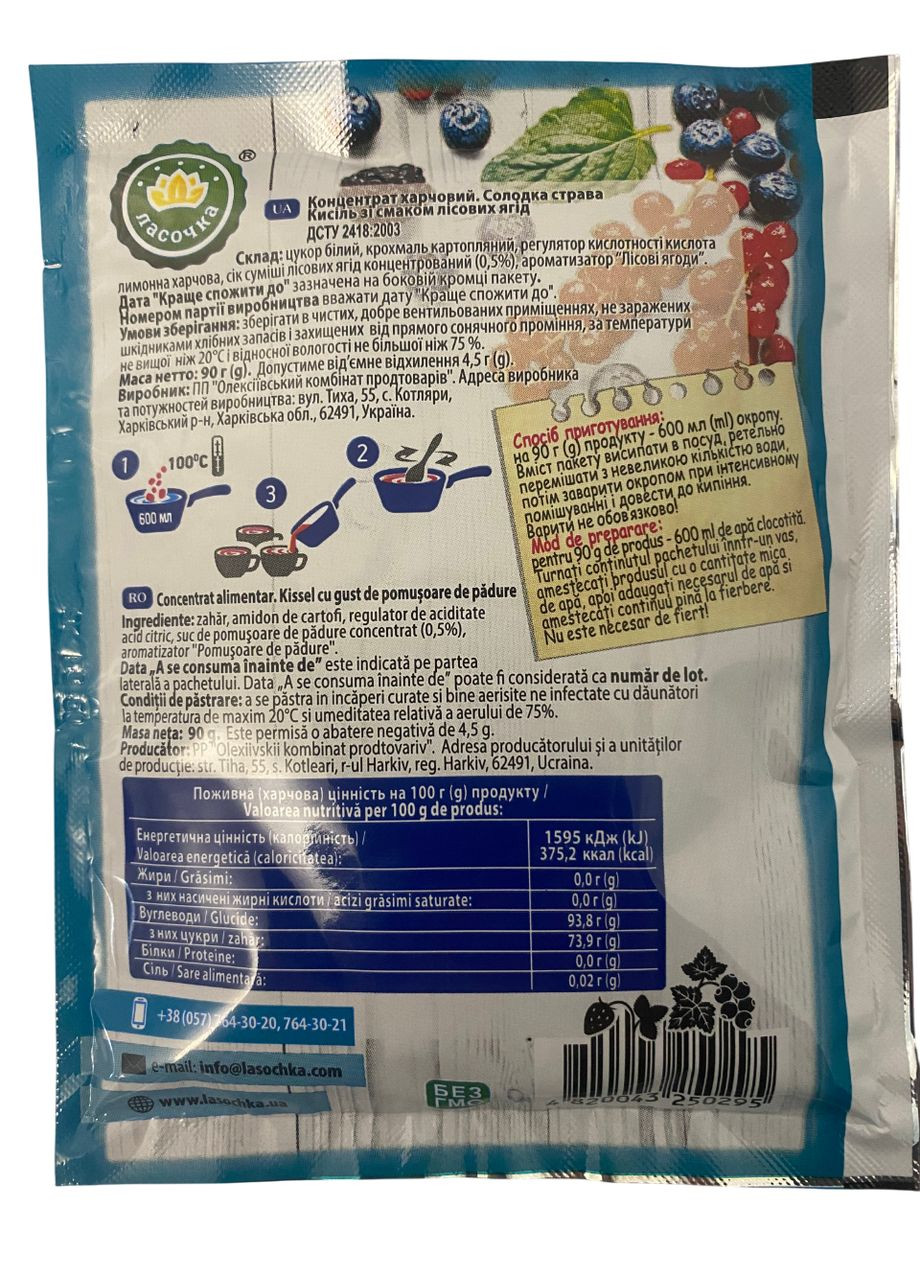 ласочка
®
UA Концентрат харчовий. Солодка страва
Кисіль зі смаком лісових ягід
ДСТУ 2418:2003
Склад: цукор білий, крохмаль картопляний, регулятор кислотності кислота
лимонна харчова, сік суміші лісових ягід концентрований (0,5%), ароматизатор "Лісові ягоди".
Дата "Краще спожити до" зазначена на боковій кромці пакету.
Номером партії виробництва вважати дату "Краще спожити до".
Умови зберігання: зберігати в чистих, добре вентильованих приміщеннях, не заражених
шкідниками хлібних запасів і захищених від прямого сонячного проміння, за температури
не вищої ніж 20°С і відносної вологості не більшої ніж 75 %.
Маса нетто: 90 г (g). Допустиме від'ємне відхилення 4,5 г (g).
Виробник: ПП "Олексіївський комбінат продтоварів". Адреса виробника
та потужностей виробництва: вул. Тиха, 55, с. Котляри,
Харківський р-н, Харківська обл., 62491, Україна.
1
100°C
600 мл
2
3
Спосіб приготування:
на 90 г (g) продукту - 600 мл (ml) окропу.
Вміст пакету висипати в посуд, ретельно
перемішати з невеликою кількістю води,
потім заварити окропом при інтенсивному
помішуванні і довести до кипіння.
Варити не обов'язково!
Mod de preparare:
pentru 90 g de produs - 600 ml de apă clocotită.
Turnați conținutul pachetului înntr-un vas,
amestecați produsul cu o cantitate mica
de apă, apoi adaugați necesarul de apă si
amestecați continuu pină la fierbere.
Nu este necesar de fiert!
RO Concentrat alimentar. Kissel cu gust de pomușoare de pădure
Ingrediente: zahăr, amidon de cartofi, regulator de aciditate
acid citric, suc de pomușoare de pădure concentrat (0,5%),
aromatizator "Pomușoare de pădure".
Data „A se consuma înainte de” este indicată pe partea
laterală a pachetului. Data „A se consuma înainte de” poate fi considerată ca număr de lot.
Condiții de păstrare: a se păstra in incăperi curate si bine aerisite ne infectate cu dăunători
la temperatura de maxim 20°C si umeditatea relativă a aerului de 75%.
Masa neta: 90 g. Este permisă o abatere negativă de 4,5 g.
Producător: PP "Olexiivskii kombinat prodtovariv". Adresa producătorului și a unităților
de producție: str. Tiha, 55, s. Kotleari, r-ul Harkiv, reg. Harkiv, 62491, Ucraina.
Поживна (харчова) цінність на 100 г (g) продукту /
Valoarea nutritivă per 100 g de produs:
Енергетична цінність (калорійність) / 1595 кДж (kJ)
Valoarea energetică (caloricitatea): 375,2 ккал (kcal)
Жири / Grăsimi: 0,0 г (g)
з них насичені жирні кислоти / acizi grăsimi saturate: 0,0 г (g)
Вуглеводи / Glucide: 93,8 г (g)
з них цукри / zahăr: 73,9 г (g)
Білки / Proteine: 0,0 г (g)
Сіль / Sare alimentară: 0,02 г (g)
+38 (057) 764-30-20, 764-30-21
e-mail: info@lasochka.com
www.lasochka.ua
БЕЗ
ГМО
4 820043 250295